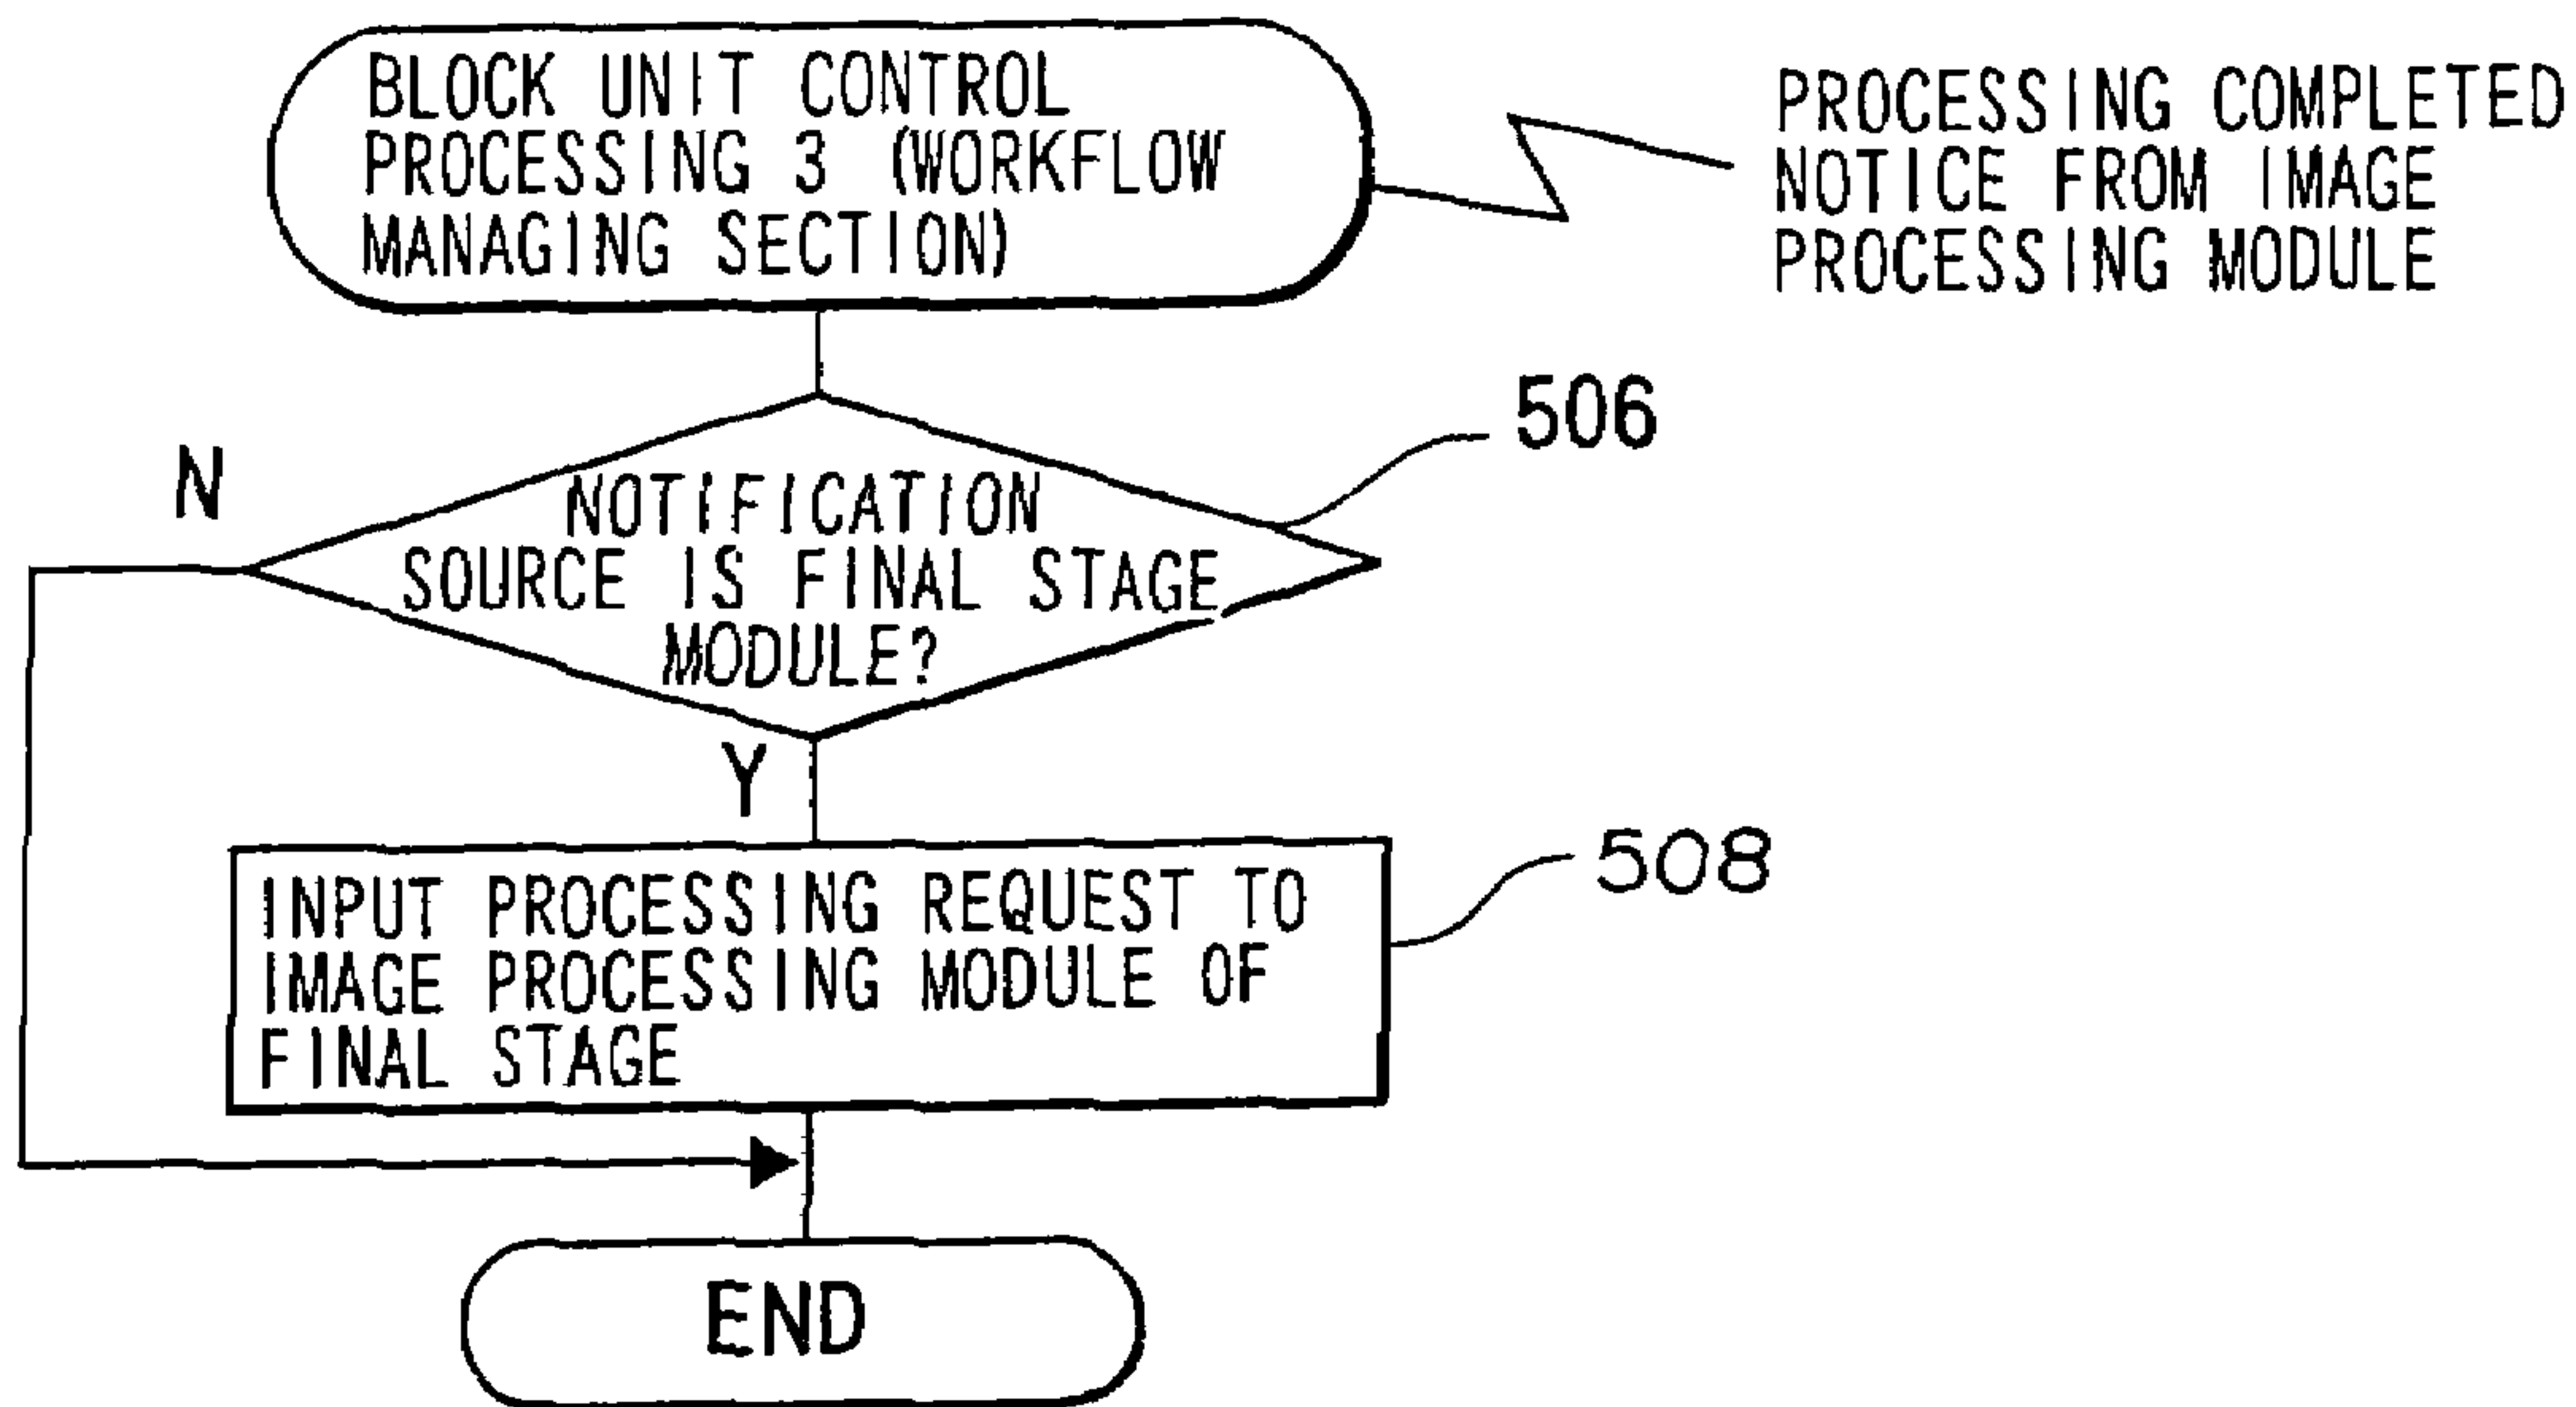 BLOCK UNIT CONTROL
PROCESSING 3 (WORKFLOW
MANAGING SECTION)
PROCESSING COMPLETED
NOTICE FROM IMAGE
PROCESSING MODULE
506
N
NOTIFICATION
SOURCE IS FINAL STAGE
MODULE?
Y
508
INPUT PROCESSING REQUEST TO
IMAGE PROCESSING MODULE OF
FINAL STAGE
END